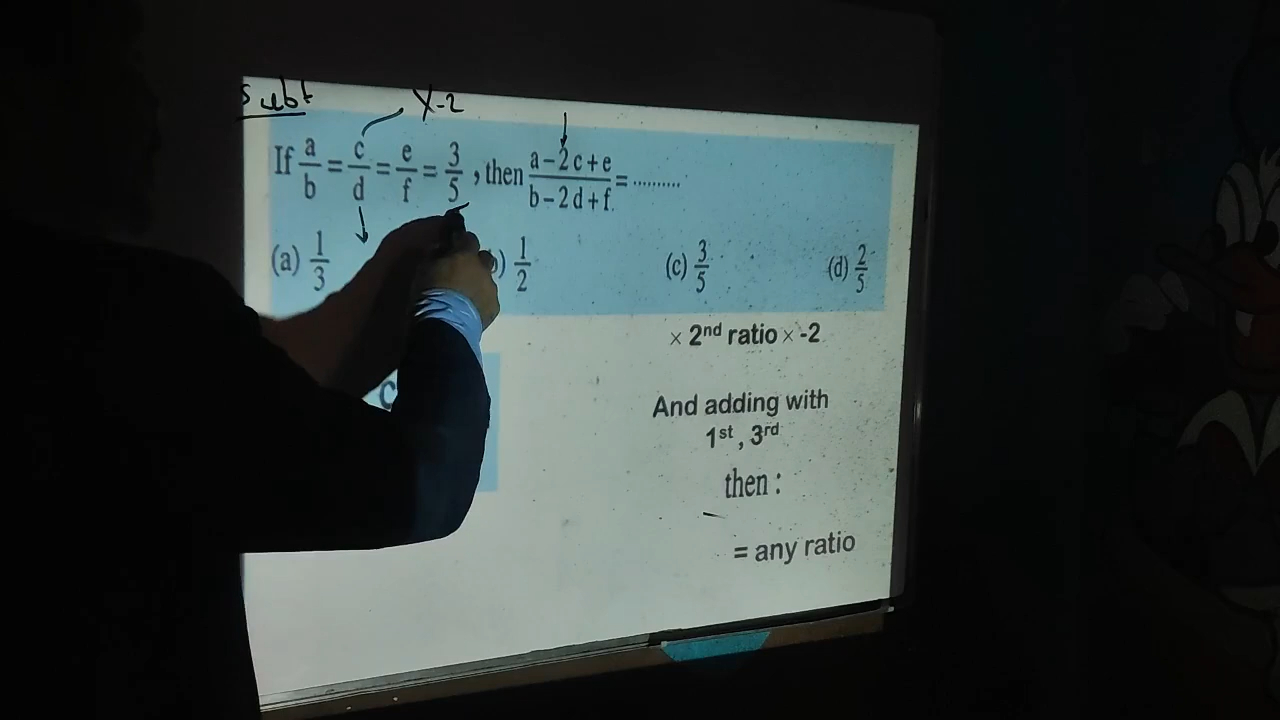 Subt
x-2
If a/b = c/d = e/f = 3/5 , then a-2c+e / b-2d+f = ..........
(a) 1/3 b) 1/2 (c) 3/5 (d) 2/5
× 2nd ratio × -2
And adding with
1st , 3rd
then :
= any ratio
c